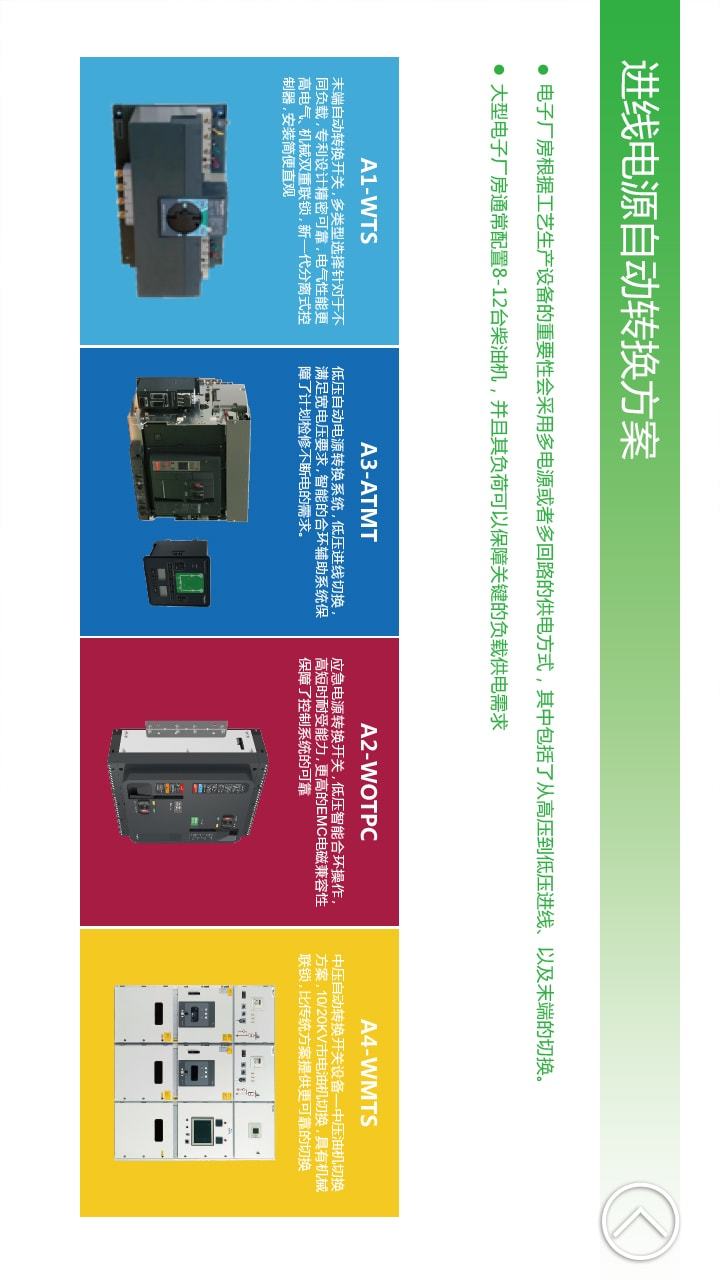 进线电源自动转换方案
● 电子厂房根据工艺生产设备的重要性会采用多电源或者多回路的供电方式，其中包括了从高压到低压进线、以及末端的切换。
● 大型电子厂房通常配置8-12台柴油机，并且其负荷可以保障关键的负载供电需求
A1-WTS
末端自动转换开关,多类型选择针对于不
同负载,专利设计精密可靠,电气性能更
高电气、机械双重联锁,新一代分离式控
制器,安装简便直观
A3-ATMT
低压自动电源转换系统,低压进线切换,
满足宽电压要求,智能的合环辅助系统保
障了计划检修不断电的需求。
A2-WOTPC
应急电源转换开关,低压智能合环操作,
高短时耐受能力,更高的EMC电磁兼容性
保障了控制系统的可靠
A4-WMTS
中压自动转换开关设备—中压油机切换
方案,10/20KV市电油机切换,具有机械
联锁,比传统方案提供更可靠的切换